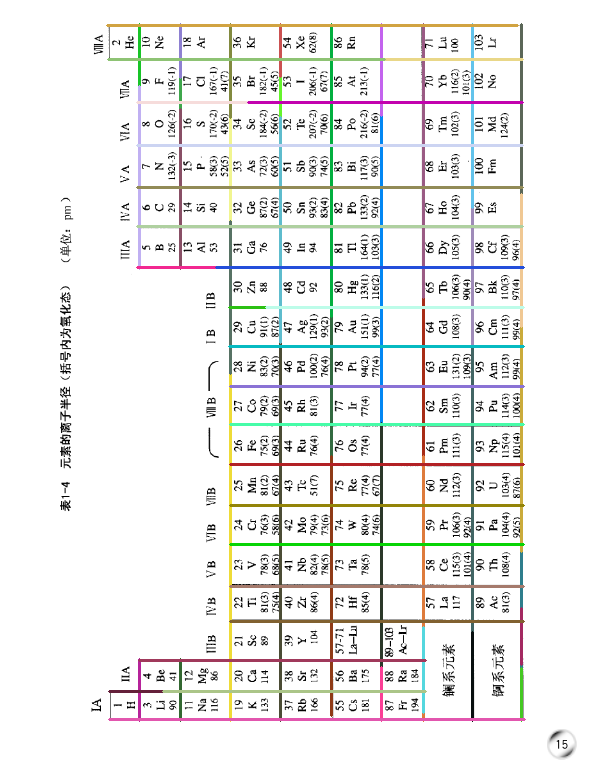 表1-4 元素的离子半径(括号内为氧化态) (单位: pm)
IA
IIA
IIIB
IVB
VB
VIB
VIIB
VIIIB
IB
IIB
IIIA
IVA
VA
VIA
VIIA
VIIIA
1 H
2 He
3 Li 90
4 Be 41
5 B 25
6 C 29
7 N 132(-3)
8 O 126(-2)
9 F 119(-1)
10 Ne
11 Na 116
12 Mg 86
13 Al 53
14 Si 40
15 P 58(3) 52(5)
16 S 170(-2) 43(6)
17 Cl 167(-1) 41(7)
18 Ar
19 K 133
20 Ca 114
21 Sc 89
22 Ti 81(3) 75(4)
23 V 78(3) 68(5)
24 Cr 76(3) 58(6)
25 Mn 81(2) 67(4)
26 Fe 75(2) 69(3)
27 Co 79(2) 69(3)
28 Ni 83(2) 70(3)
29 Cu 91(1) 87(2)
30 Zn 88
31 Ga 76
32 Ge 87(2) 67(4)
33 As 72(3) 60(5)
34 Se 184(-2) 56(6)
35 Br 182(-1) 45(5)
36 Kr
37 Rb 166
38 Sr 132
39 Y 104
40 Zr 86(4)
41 Nb 82(4) 78(5)
42 Mo 79(4) 73(6)
43 Tc 51(7)
44 Ru 76(4)
45 Rh 81(3)
46 Pd 100(2) 76(4)
47 Ag 129(1) 93(2)
48 Cd 92
49 In 94
50 Sn 93(2) 83(4)
51 Sb 90(3) 74(5)
52 Te 207(-2) 70(6)
53 I 206(-1) 67(7)
54 Xe 62(8)
55 Cs 181
56 Ba 175
57-71 La—Lu
72 Hf 85(4)
73 Ta 78(5)
74 W 80(4) 74(6)
75 Re 77(4) 67(7)
76 Os 77(4)
77 Ir 77(4)
78 Pt 94(2) 77(4)
79 Au 151(1) 99(3)
80 Hg 133(1) 116(2)
81 Tl 164(1) 103(3)
82 Pb 133(2) 92(4)
83 Bi 117(3) 90(5)
84 Po 216(-2) 81(6)
85 At 213(-1)
86 Rn
87 Fr 194
88 Ra 184
89-103 Ac—Lr
镧系元素
57 La 117
58 Ce 115(3) 101(4)
59 Pr 106(3) 92(4)
60 Nd 112(3)
61 Pm 111(3)
62 Sm 110(3)
63 Eu 131(2) 109(3)
64 Gd 108(3)
65 Tb 106(3) 90(4)
66 Dy 105(3)
67 Ho 104(3)
68 Er 103(3)
69 Tm 102(3)
70 Yb 116(2) 101(3)
71 Lu 100
锕系元素
89 Ac 81(3)
90 Th 108(4)
91 Pa 104(4) 92(5)
92 U 103(4) 87(6)
93 Np 115(4) 101(4)
94 Pu 114(3) 100(4)
95 Am 112(3) 99(4)
96 Cm 111(3) 99(4)
97 Bk 110(3) 97(4)
98 Cf 109(3) 96(4)
99 Es
100 Fm
101 Md 124(2)
102 No
103 Lr
15